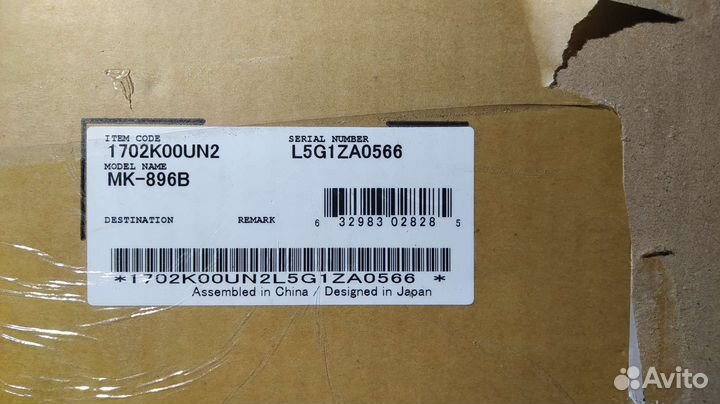 ITEM CODE SERIAL NUMBER
1702K00UN2 L5G1ZA0566
MODEL NAME
MK-896B
DESTINATION REMARK
6 32983 02828 5
*1702K00UN2L5G1ZA0566 *
Assembled in China / Designed in Japan
Avito